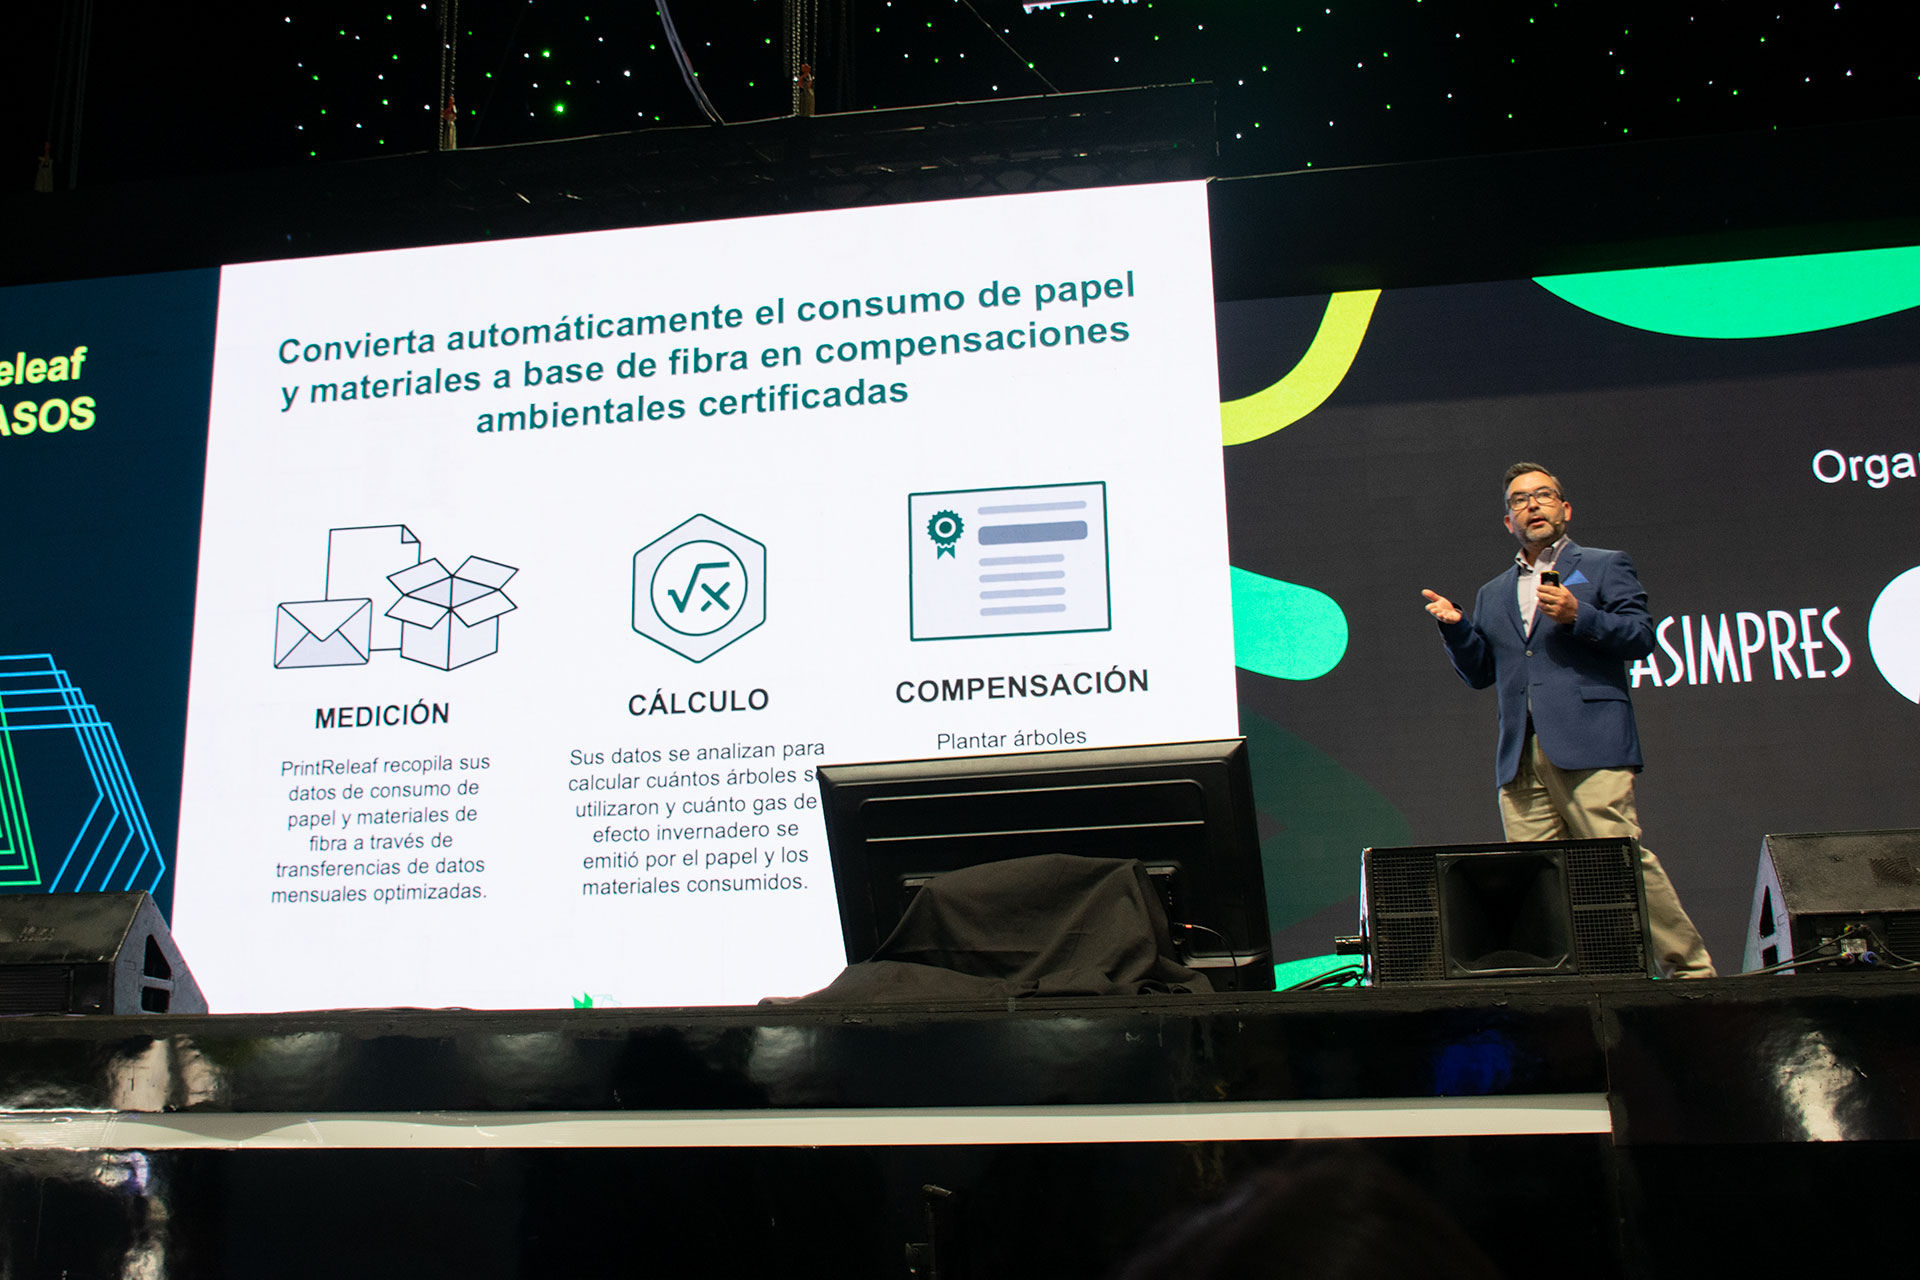 Convierta automáticamente el consumo de papel
y materiales a base de fibra en compensaciones
ambientales certificadas
MEDICIÓN
PrintReleaf recopila sus
datos de consumo de
papel y materiales de
fibra a través de
transferencias de datos
mensuales optimizadas.
CÁLCULO
Sus datos se analizan para
calcular cuántos árboles
utilizaron y cuánto gas de
efecto invernadero se
emitió por el papel y los
materiales consumidos.
COMPENSACIÓN
Plantar árboles
ASIMPRES